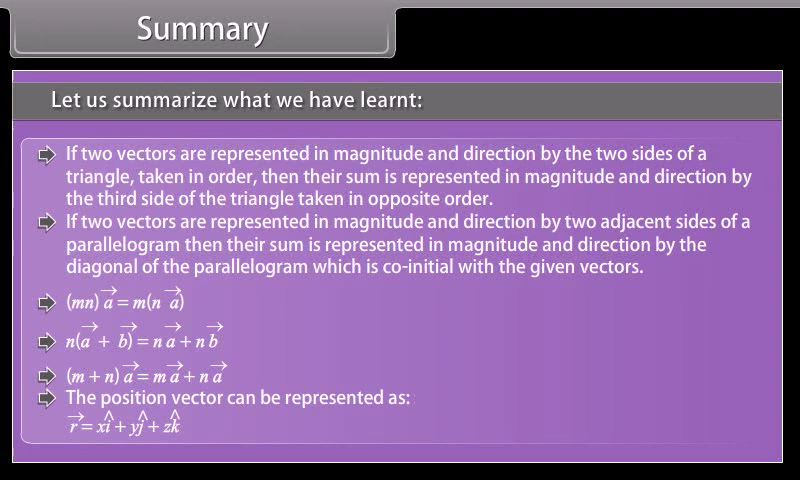 Summary
Let us summarize what we have learnt:
If two vectors are represented in magnitude and direction by the two sides of a
triangle, taken in order, then their sum is represented in magnitude and direction by
the third side of the triangle taken in opposite order.
If two vectors are represented in magnitude and direction by two adjacent sides of a
parallelogram then their sum is represented in magnitude and direction by the
diagonal of the parallelogram which is co-initial with the given vectors.
(mn) a⃗ = m(n a⃗)
n(a⃗ + b⃗) = n a⃗ + n b⃗
(m + n) a⃗ = m a⃗ + n a⃗
The position vector can be represented as:
r⃗ = xî + yĵ + zk̂